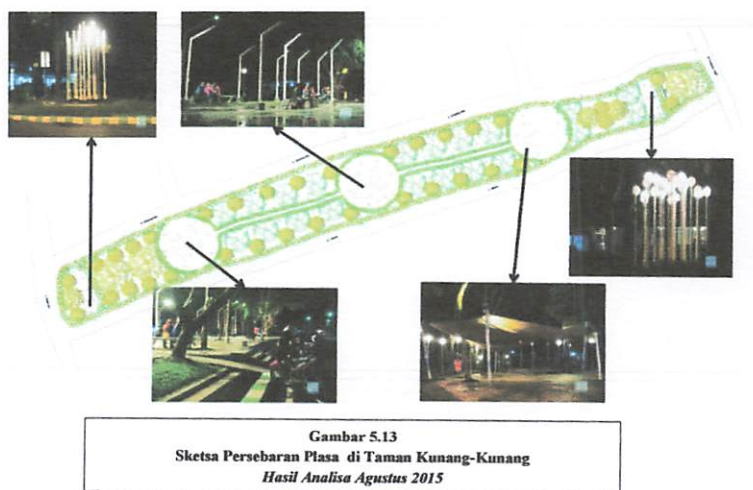 Gambar 5.13
Sketsa Persebaran Plasa di Taman Kunang-Kunang
Hasil Analisa Agustus 2015